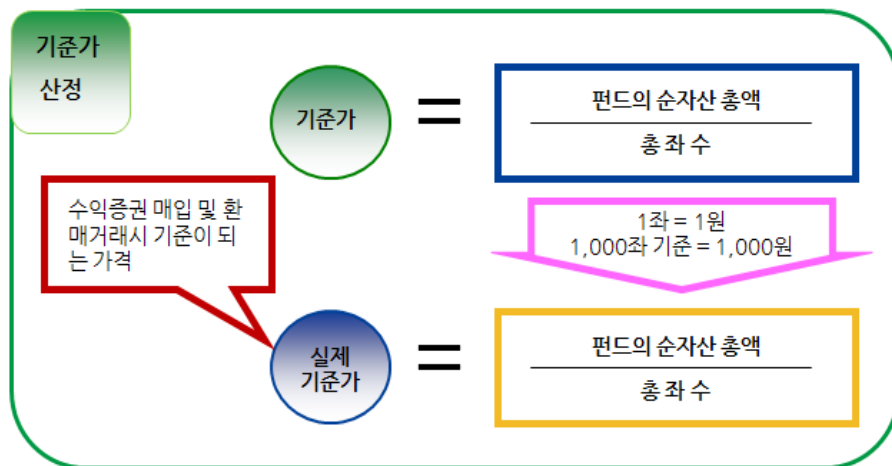 기준가
산정
기준가
=
펀드의 순자산 총액
총 좌 수
수익증권 매입 및 환
매거래시 기준이 되
는 가격
1좌 = 1원
1,000좌 기준 = 1,000원
실제
기준가
=
펀드의 순자산 총액
총 좌 수